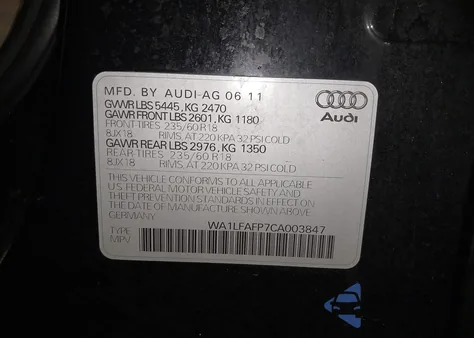 MFD. BY AUDI-AG 06 11
GVWR LBS 5445, KG 2470
GAWR FRONT LBS 2601, KG 1180
FRONT-TIRES 235/60 R18
8JX18 RIMS, AT 220 KPA 32 PSI COLD
GAWR REAR LBS 2976, KG 1350
REAR-TIRES 235/60 R18
8JX18 RIMS, AT 220 KPA 32 PSI COLD
THIS VEHICLE CONFORMS TO ALL APPLICABLE
U.S. FEDERAL MOTOR VEHICLE SAFETY AND
THEFT PREVENTION STANDARDS IN EFFECT ON
THE DATE OF MANUFACTURE SHOWN ABOVE.
GERMANY
WA1LFAFP7CA003847
TYPE
MPV
Audi